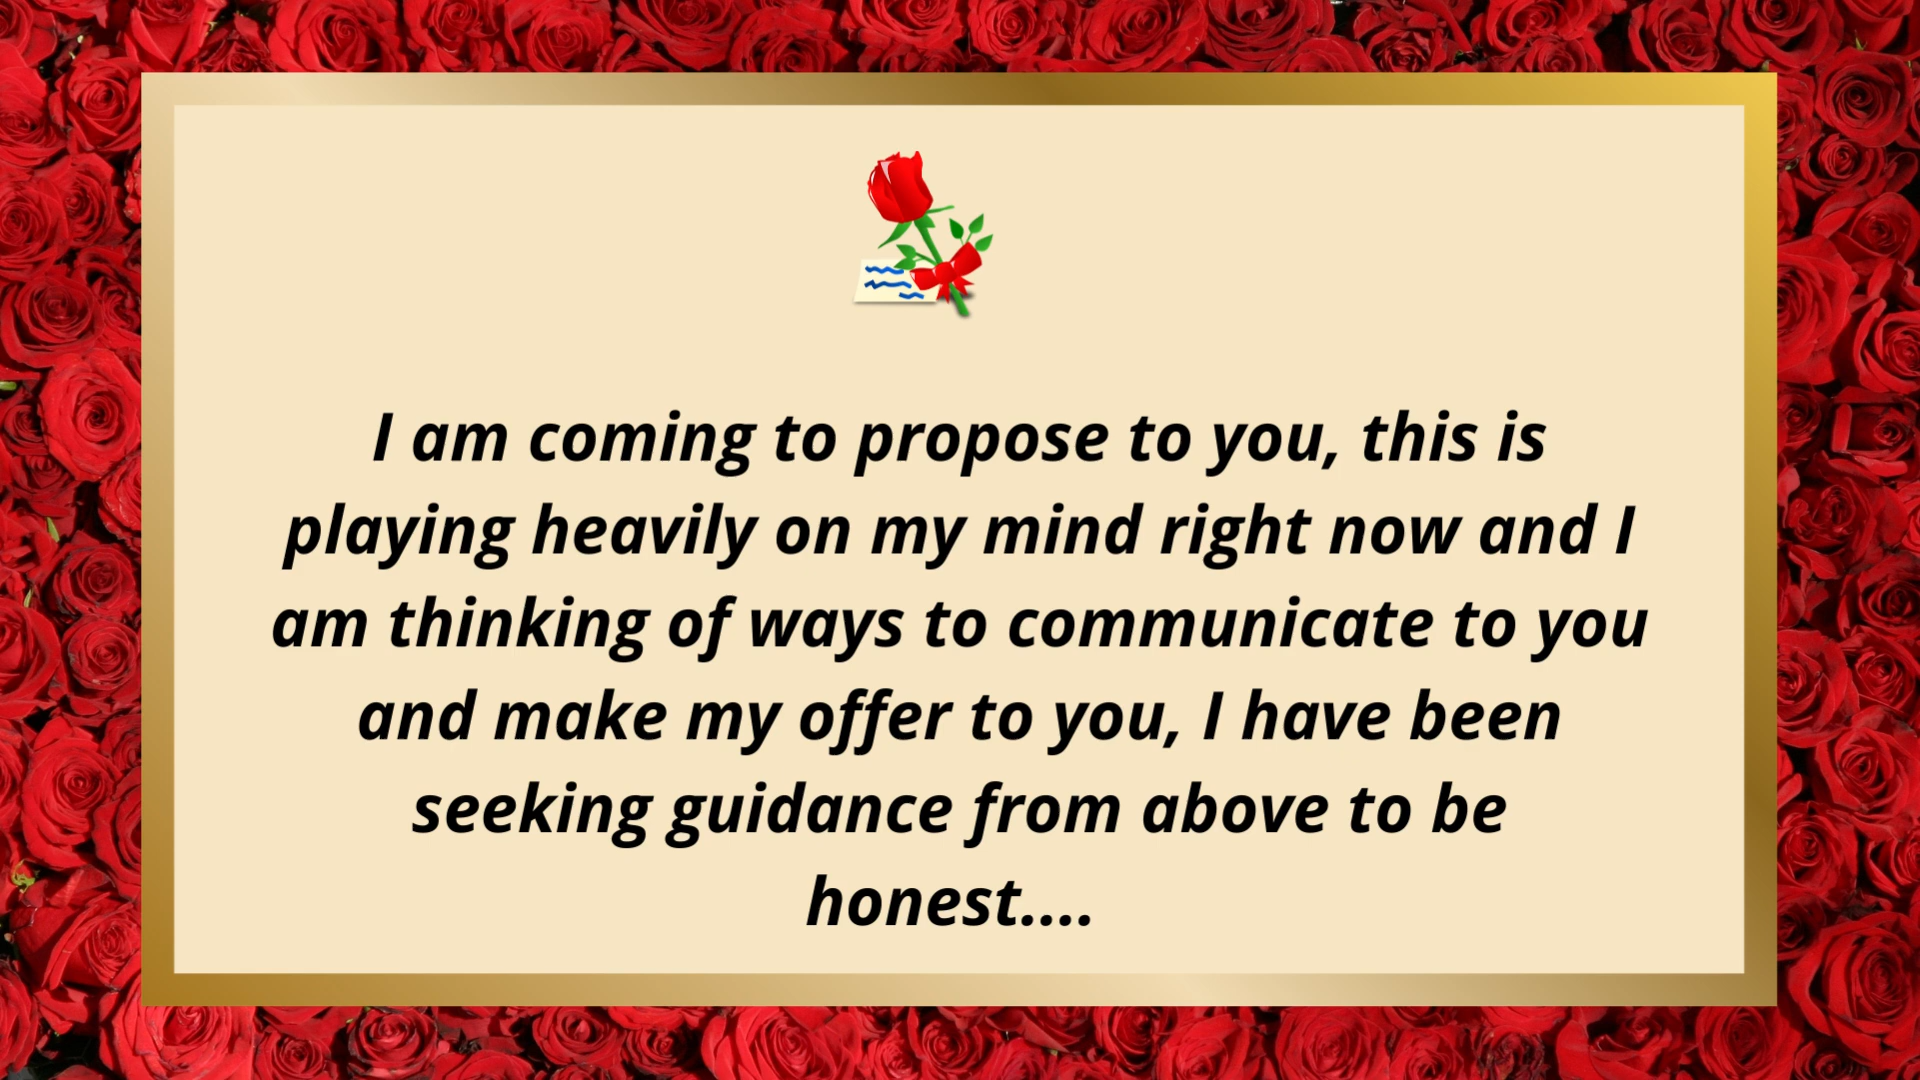 I am coming to propose to you, this is
playing heavily on my mind right now and I
am thinking of ways to communicate to you
and make my offer to you, I have been
seeking guidance from above to be
honest....